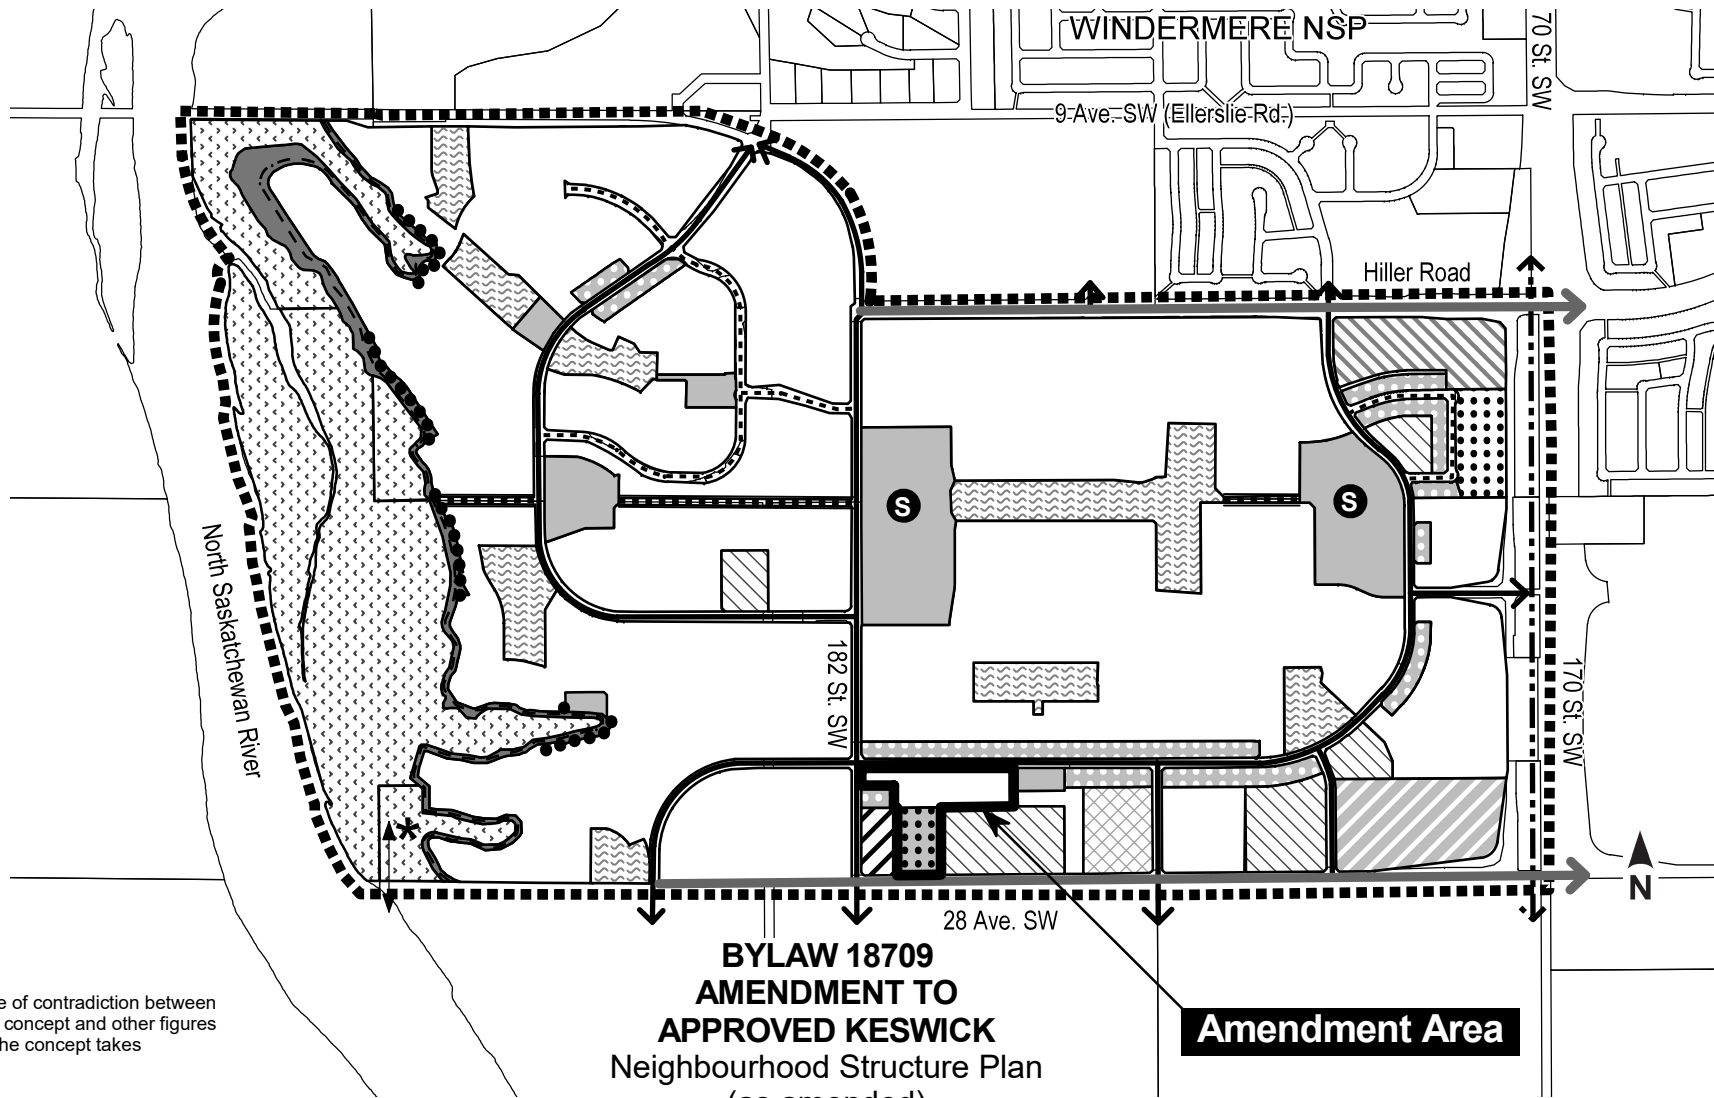 WINDERMERE NSP
70 St. SW
9 Ave. SW (Ellerslie Rd.)
Hiller Road
S
S
North Saskatchewan River
182 St. SW
170 St. SW
*
N
28 Ave. SW
BYLAW 18709
AMENDMENT TO
APPROVED KESWICK
Neighbourhood Structure Plan
(as amended)
Amendment Area
e of contradiction between
concept and other figures
he concept takes